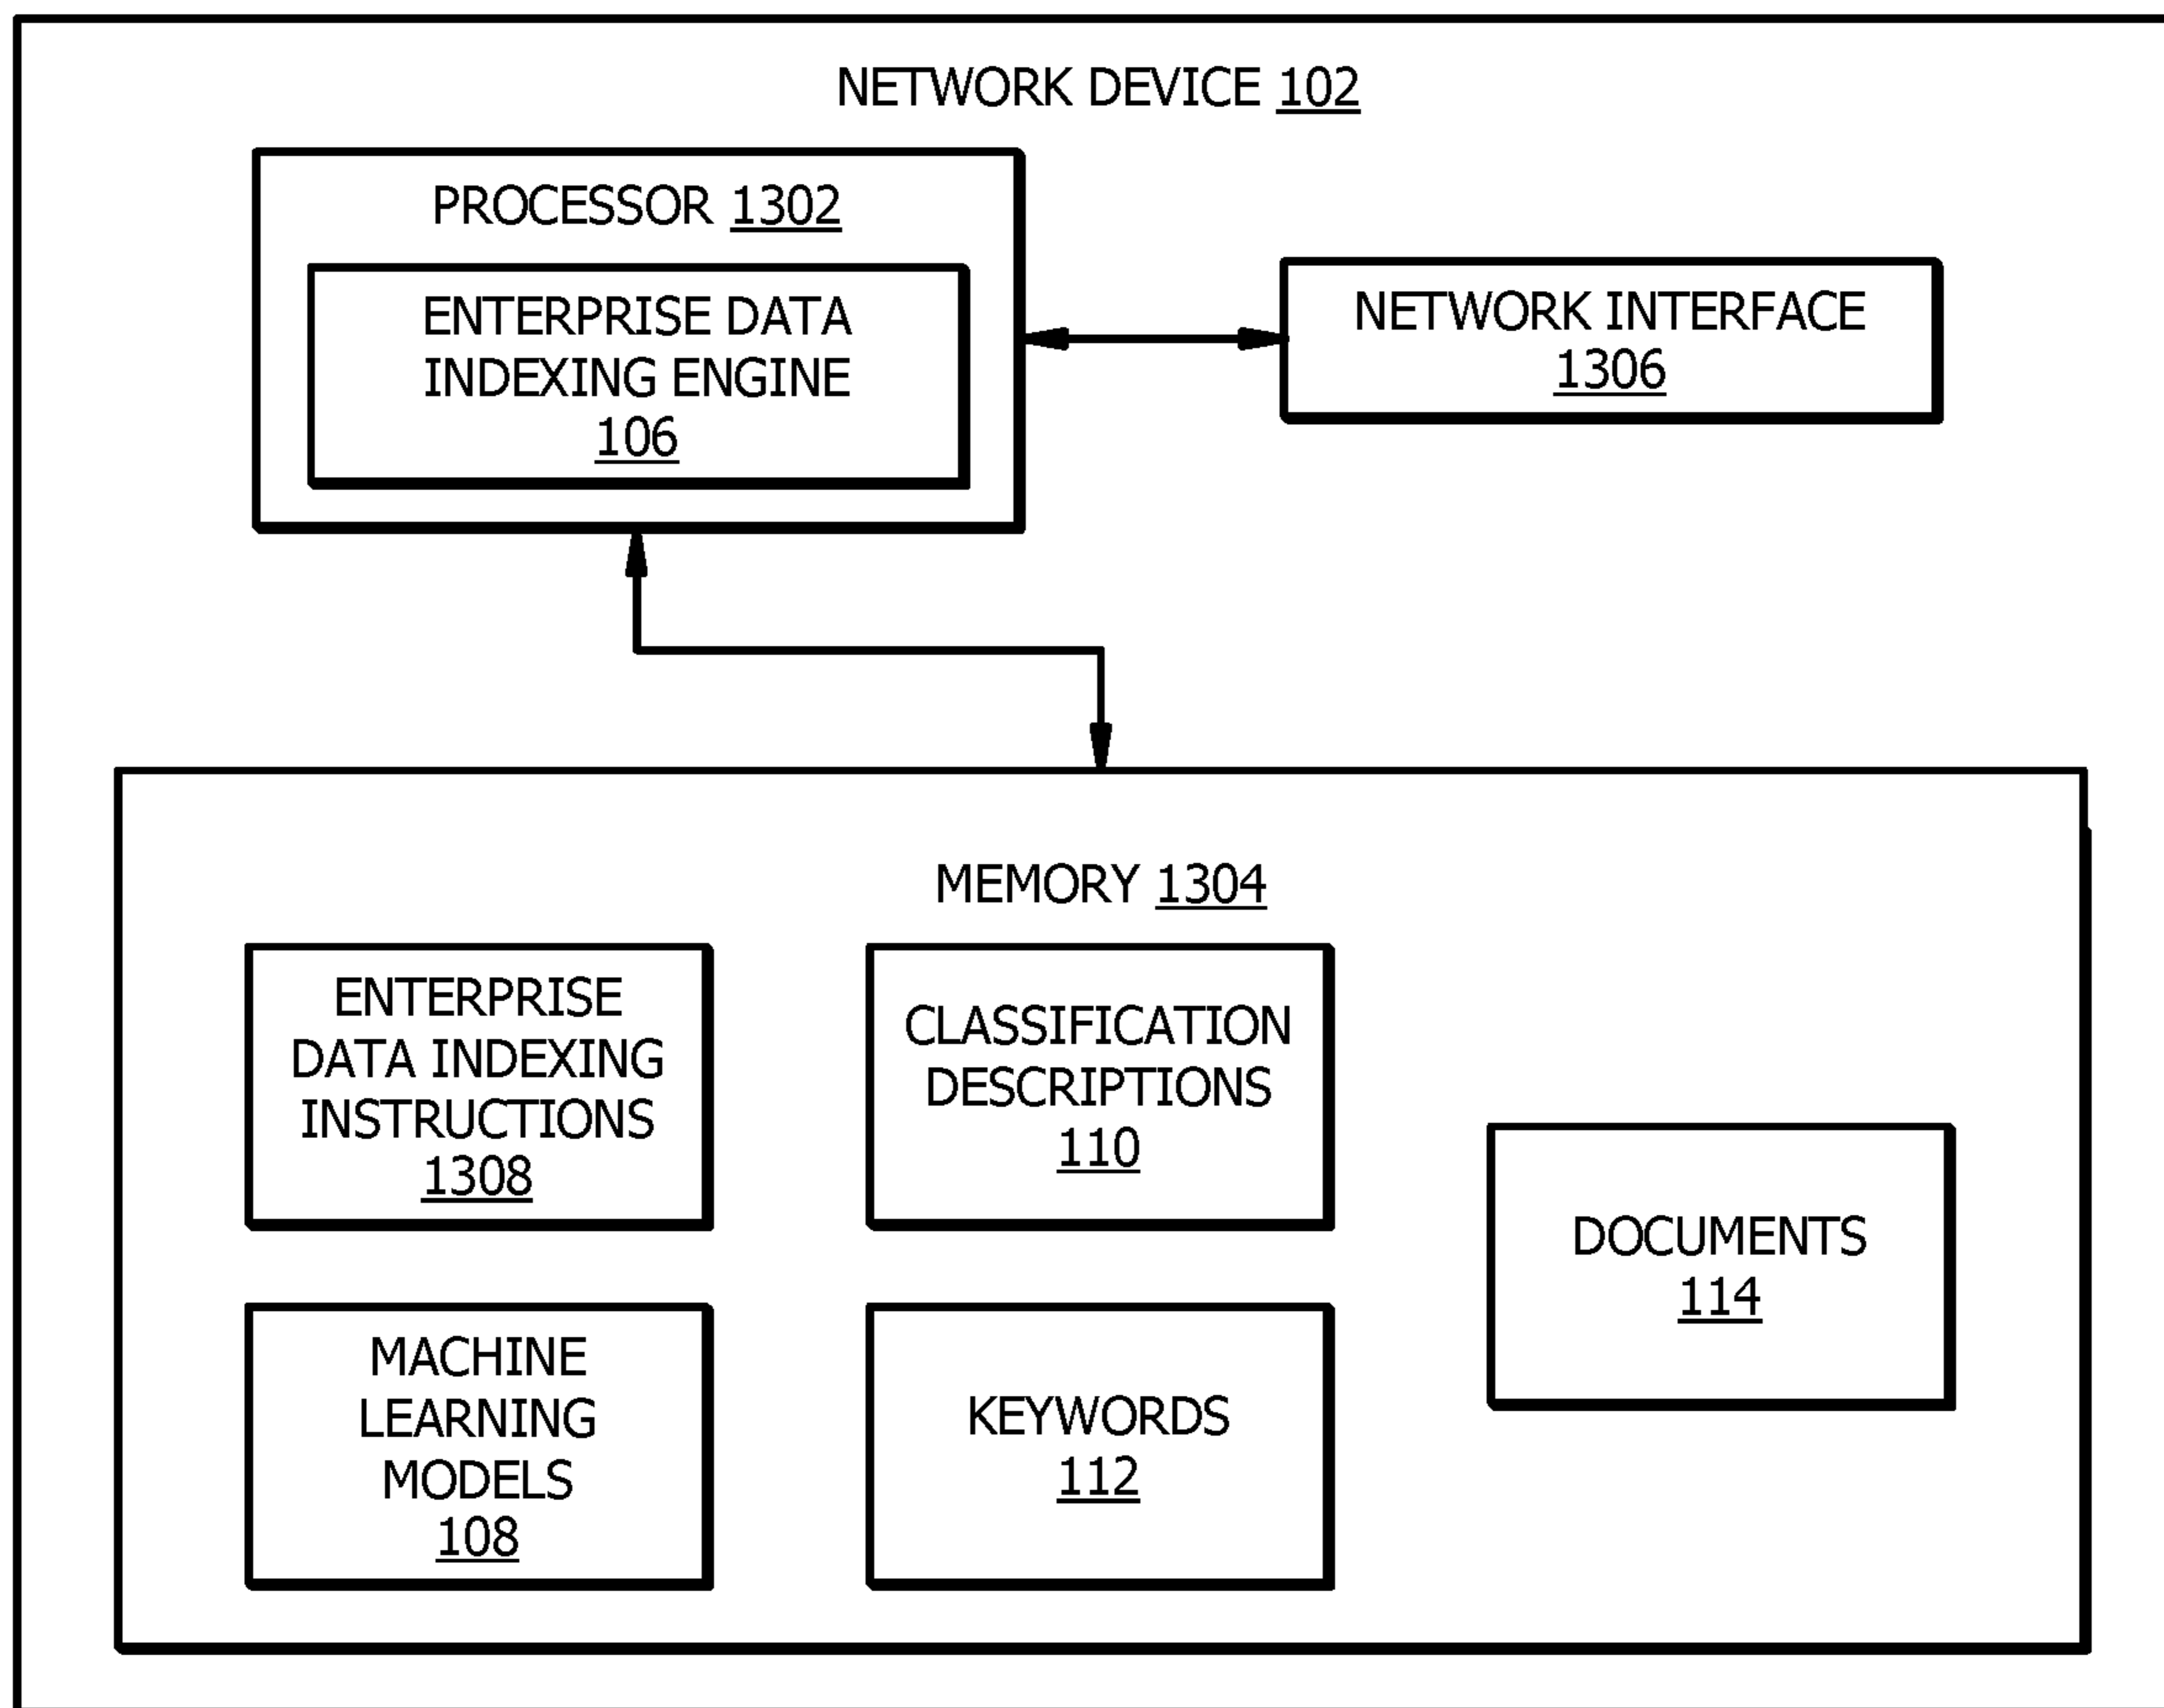 NETWORK DEVICE 102
PROCESSOR 1302
ENTERPRISE DATA
INDEXING ENGINE
106
NETWORK INTERFACE
1306
MEMORY 1304
ENTERPRISE
DATA INDEXING
INSTRUCTIONS
1308
CLASSIFICATION
DESCRIPTIONS
110
DOCUMENTS
114
MACHINE
LEARNING
MODELS
108
KEYWORDS
112